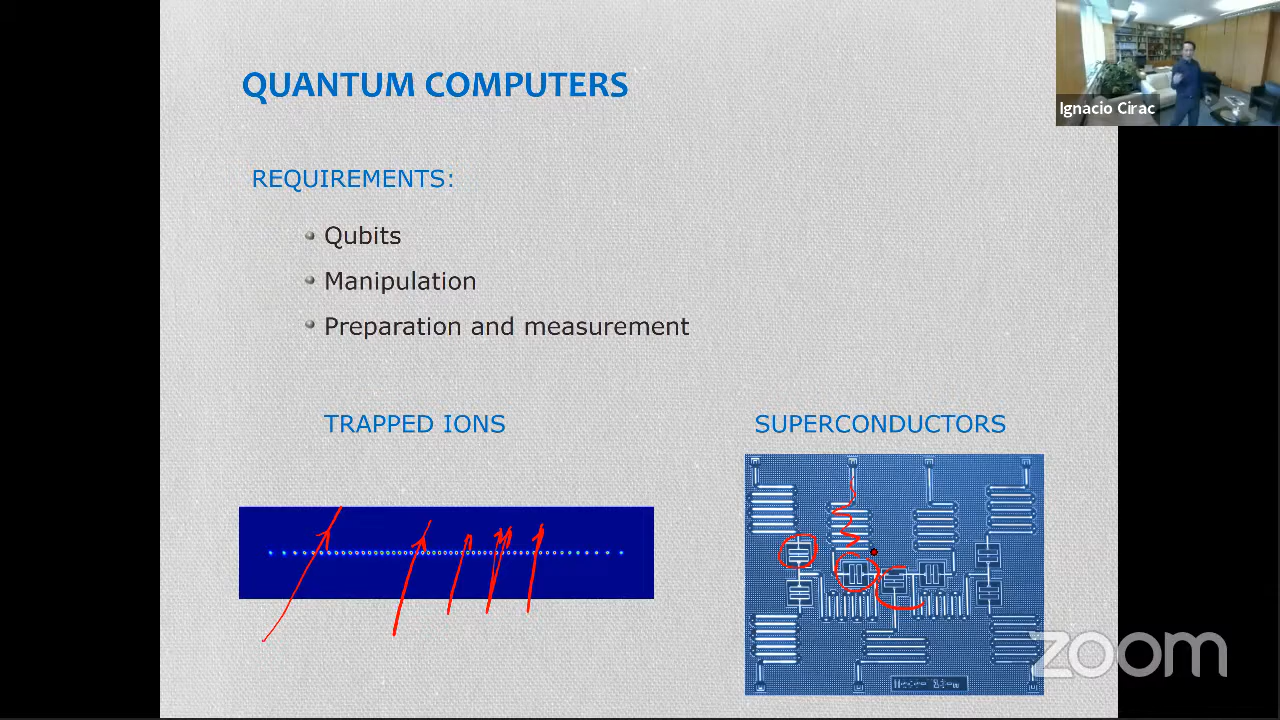 QUANTUM COMPUTERS
Ignacio Cirac
REQUIREMENTS:
Qubits
Manipulation
Preparation and measurement
TRAPPED IONS
SUPERCONDUCTORS
zoom